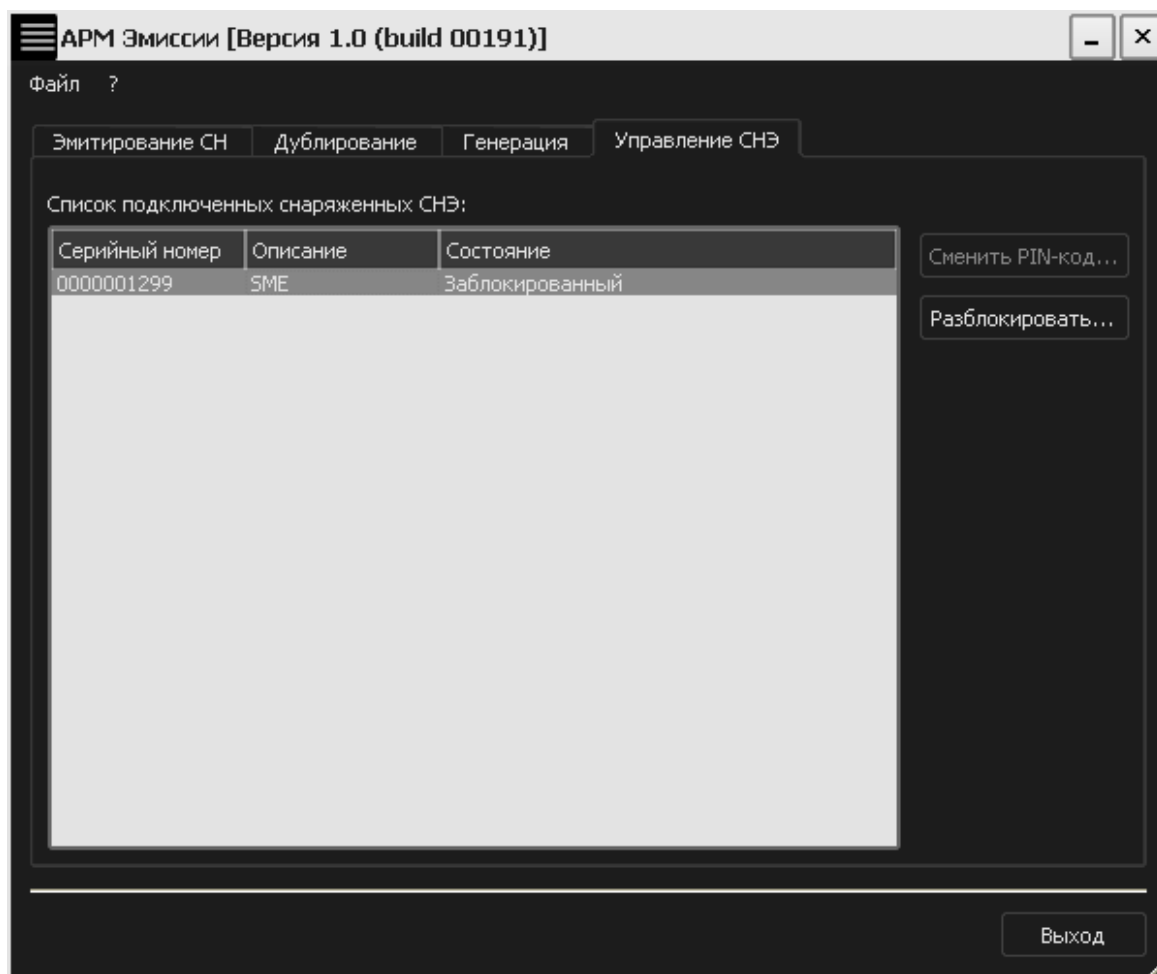 АРМ Эмиссии [Версия 1.0 (build 00191)]
Файл ?
Эмитирование СН Дублирование Генерация Управление СНЭ
Список подключенных снаряженных СНЭ:
Серийный номер Описание Состояние
0000001299 SME Заблокированный
Сменить PIN-код...
Разблокировать...
Выход